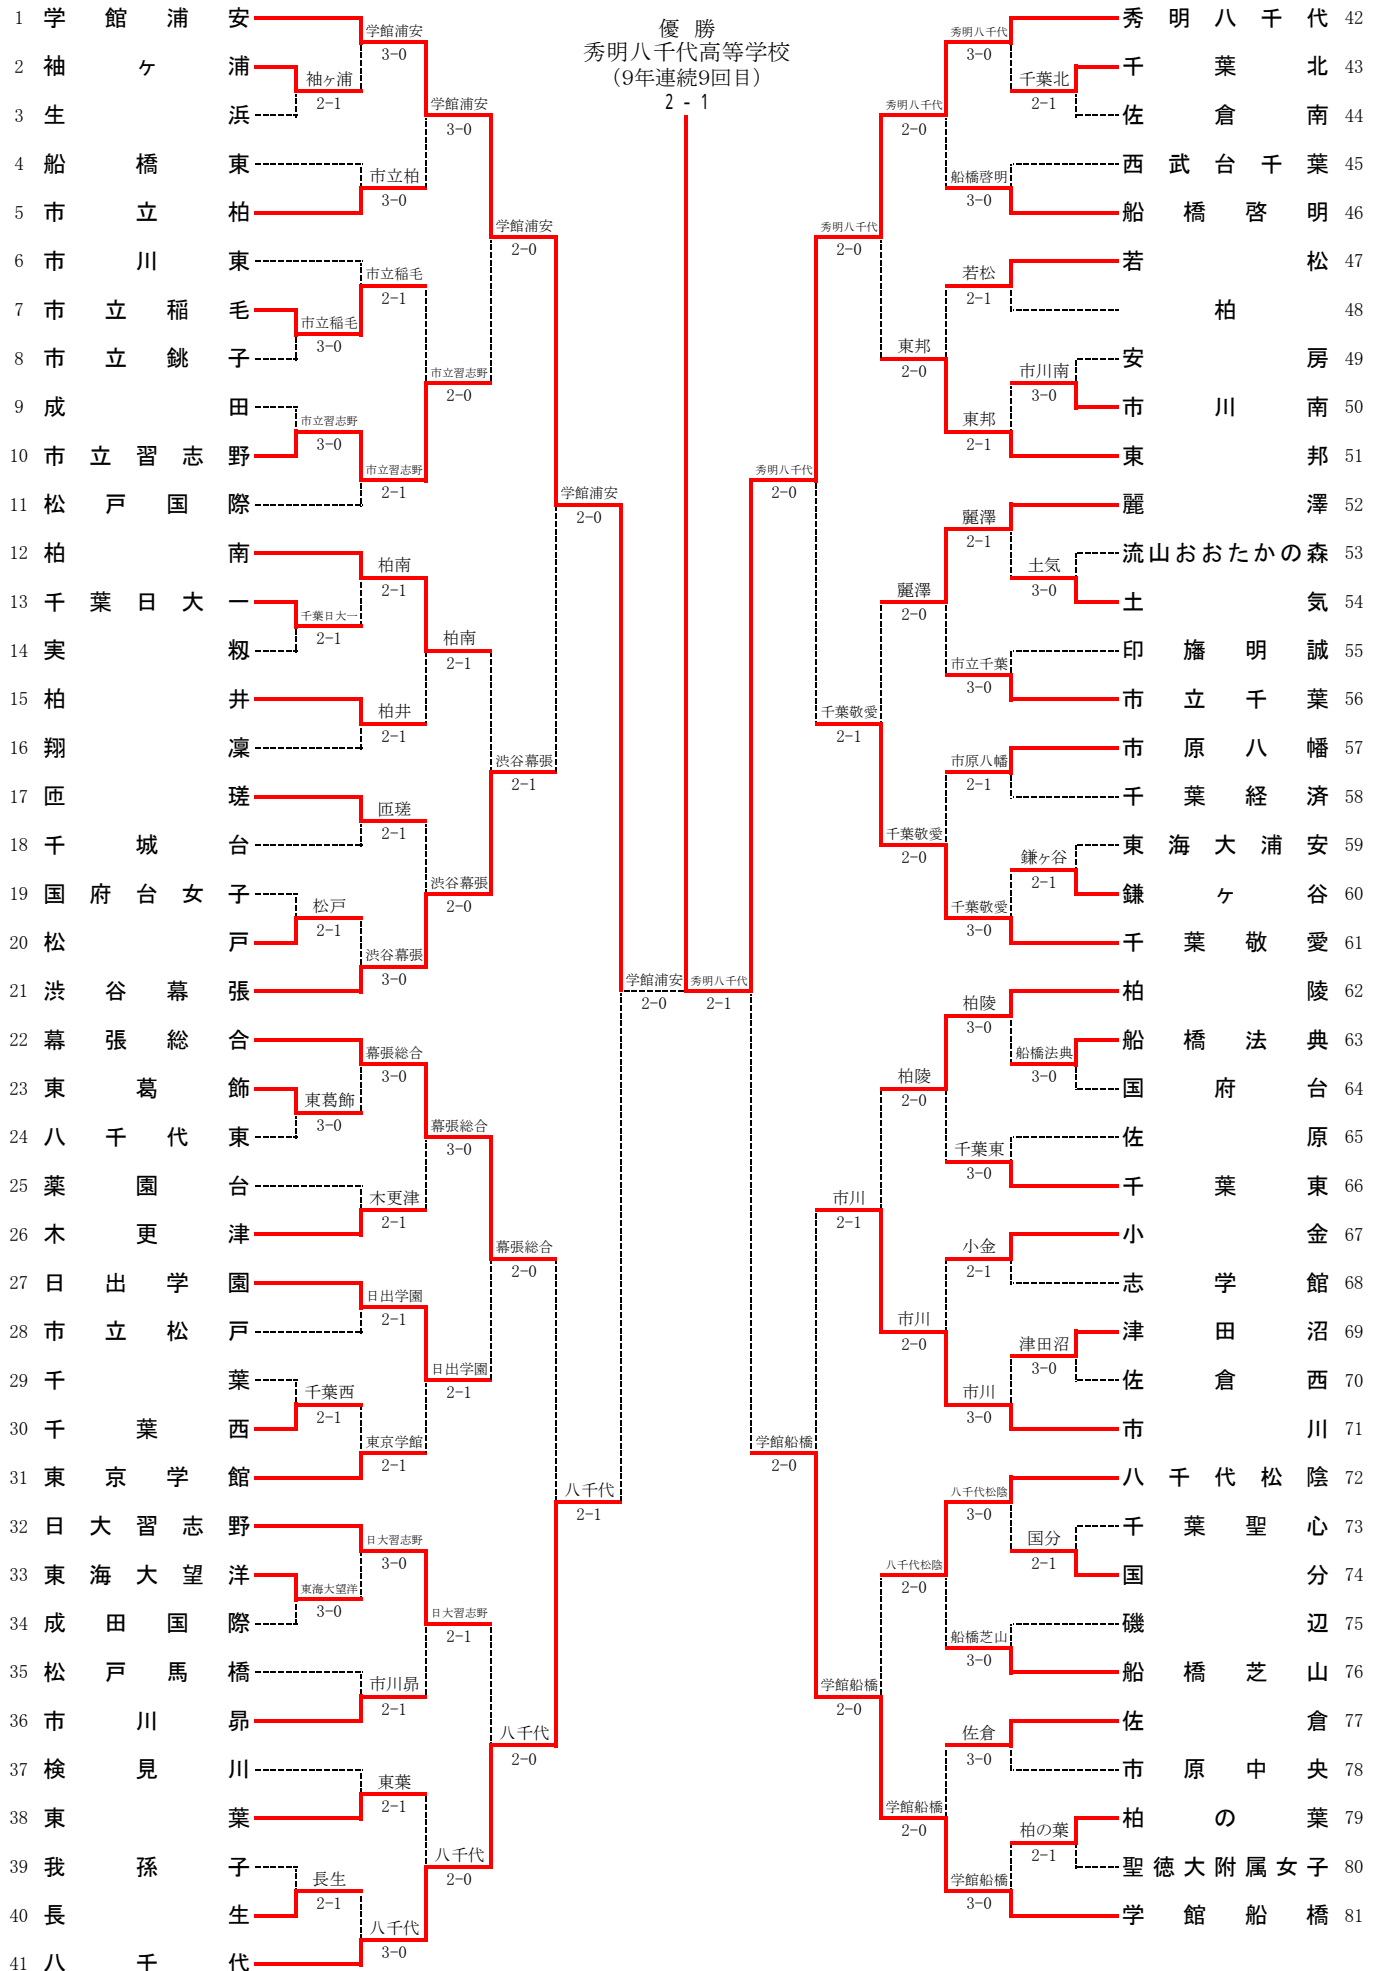 優勝
秀明八千代高等学校
（9年連続9回目）
2 - 1
1 学館浦安
2 袖ヶ浦
3 生浜
4 船橋東
5 市立柏
6 市川東
7 市立稲毛
8 市立銚子
9 成田
10 市立習志野
11 松戸国際
12 柏南
13 千葉日大一
14 実籾
15 柏井
16 翔凜
17 匝瑳
18 千城台
19 国府台女子
20 松戸
21 渋谷幕張
22 幕張総合
23 東葛飾
24 八千代東
25 薬園台
26 木更津
27 日出学園
28 市立松戸
29 千葉
30 千葉西
31 東京学館
32 日大習志野
33 東海大望洋
34 成田国際
35 松戸馬橋
36 市川昴
37 検見川
38 東葉
39 我孫子
40 長生
41 八千代
袖ヶ浦
2-1
市立稲毛
3-0
市立習志野
3-0
千葉日大一
2-1
松戸
2-1
東葛飾
3-0
千葉西
2-1
東海大望洋
3-0
長生
2-1
学館浦安
3-0
市立柏
3-0
市立稲毛
2-1
市立習志野
2-1
柏南
2-1
柏井
2-1
匝瑳
2-1
渋谷幕張
3-0
幕張総合
3-0
木更津
2-1
日出学園
2-1
東京学館
2-1
日大習志野
3-0
市川昴
2-1
東葉
2-1
八千代
3-0
学館浦安
3-0
市立習志野
2-0
柏南
2-1
渋谷幕張
2-0
幕張総合
3-0
日出学園
2-1
日大習志野
2-1
八千代
2-0
学館浦安
2-0
渋谷幕張
2-1
幕張総合
2-0
八千代
2-0
学館浦安
2-0
八千代
2-1
学館浦安
2-0
秀明八千代
2-1
秀明八千代
2-0
学館船橋
2-0
秀明八千代
2-0
千葉敬愛
2-1
市川
2-1
学館船橋
2-0
秀明八千代
2-0
東邦
2-0
麗澤
2-0
千葉敬愛
2-0
柏陵
2-0
市川
2-0
八千代松陰
2-0
学館船橋
2-0
秀明八千代
3-0
船橋啓明
3-0
若松
2-1
東邦
2-1
麗澤
2-1
市立千葉
3-0
市原八幡
2-1
千葉敬愛
3-0
柏陵
3-0
千葉東
3-0
小金
2-1
市川
3-0
八千代松陰
3-0
船橋芝山
3-0
佐倉
3-0
学館船橋
3-0
千葉北
2-1
市川南
3-0
土気
3-0
鎌ヶ谷
2-1
船橋法典
3-0
津田沼
3-0
国分
2-1
柏の葉
2-1
秀明八千代 42
千葉北 43
佐倉南 44
西武台千葉 45
船橋啓明 46
若松 47
柏 48
安房 49
市川南 50
東邦 51
麗澤 52
流山おおたかの森 53
土気 54
印旛明誠 55
市立千葉 56
市原八幡 57
千葉経済 58
東海大浦安 59
鎌ヶ谷 60
千葉敬愛 61
柏陵 62
船橋法典 63
国府台 64
佐原 65
千葉東 66
小金 67
志学館 68
津田沼 69
佐倉西 70
市川 71
八千代松陰 72
千葉聖心 73
国分 74
磯辺 75
船橋芝山 76
佐倉 77
市原中央 78
柏の葉 79
聖徳大附属女子 80
学館船橋 81